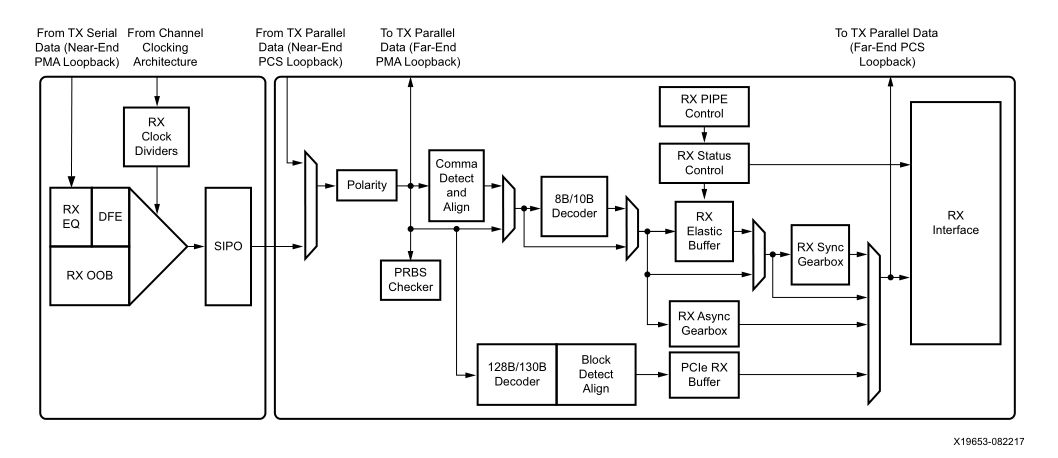 From TX Serial
Data (Near-End
PMA Loopback)
From Channel
Clocking
Architecture
From TX Parallel
Data (Near-End
PCS Loopback)
To TX Parallel
Data (Far-End
PMA Loopback)
To TX Parallel Data
(Far-End PCS
Loopback)
RX
Clock
Dividers
RX
EQ
DFE
RX OOB
SIPO
Polarity
Comma
Detect
and
Align
PRBS
Checker
8B/10B
Decoder
RX PIPE
Control
RX Status
Control
RX
Elastic
Buffer
RX Sync
Gearbox
RX Async
Gearbox
128B/130B
Decoder
Block
Detect
Align
PCIe RX
Buffer
RX
Interface
X19653-082217